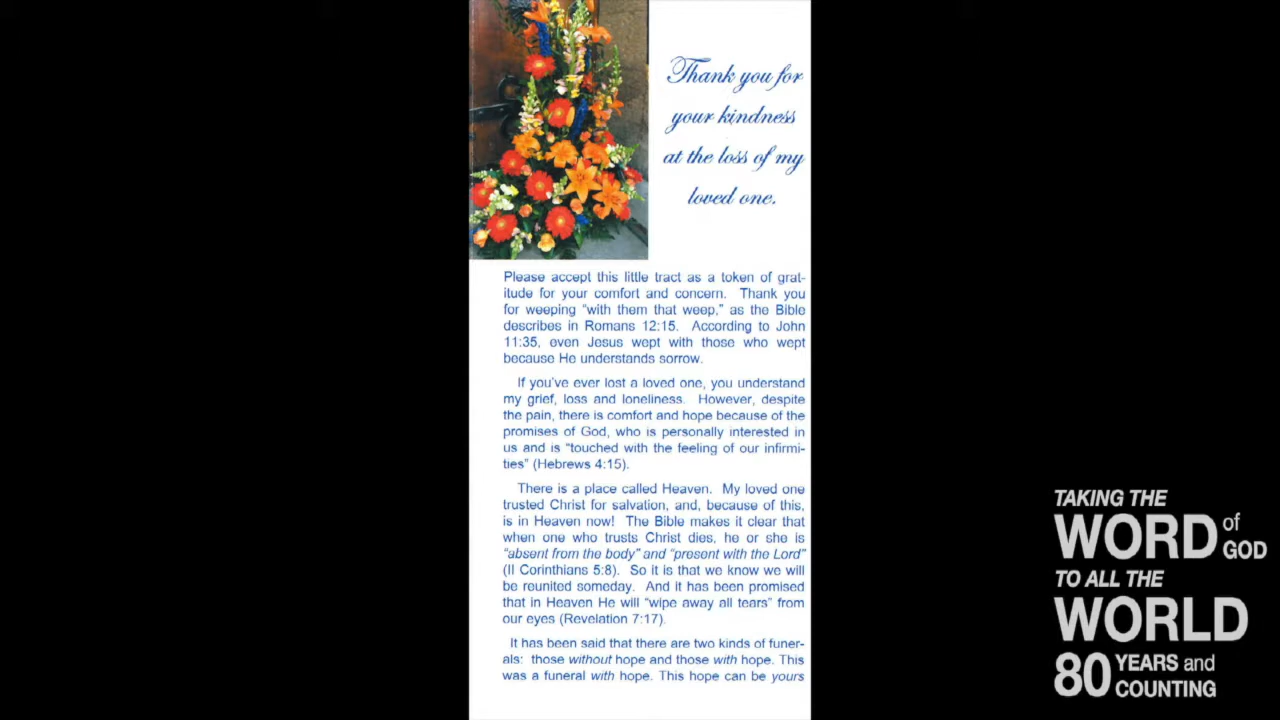 Thank you for
your kindness
at the loss of my
loved one.
Please accept this little tract as a token of grat-
itude for your comfort and concern. Thank you
for weeping “with them that weep,” as the Bible
describes in Romans 12:15. According to John
11:35, even Jesus wept with those who wept
because He understands sorrow.
If you’ve ever lost a loved one, you understand
my grief, loss and loneliness. However, despite
the pain, there is comfort and hope because of the
promises of God, who is personally interested in
us and is “touched with the feeling of our infirmi-
ties” (Hebrews 4:15).
There is a place called Heaven. My loved one
trusted Christ for salvation, and, because of this,
is in Heaven now! The Bible makes it clear that
when one who trusts Christ dies, he or she is
“absent from the body” and “present with the Lord”
(II Corinthians 5:8). So it is that we know we will
be reunited someday. And it has been promised
that in Heaven He will “wipe away all tears” from
our eyes (Revelation 7:17).
It has been said that there are two kinds of funer-
als: those without hope and those with hope. This
was a funeral with hope. This hope can be yours
TAKING THE
WORD of GOD
TO ALL THE
WORLD
80 YEARS and
COUNTING